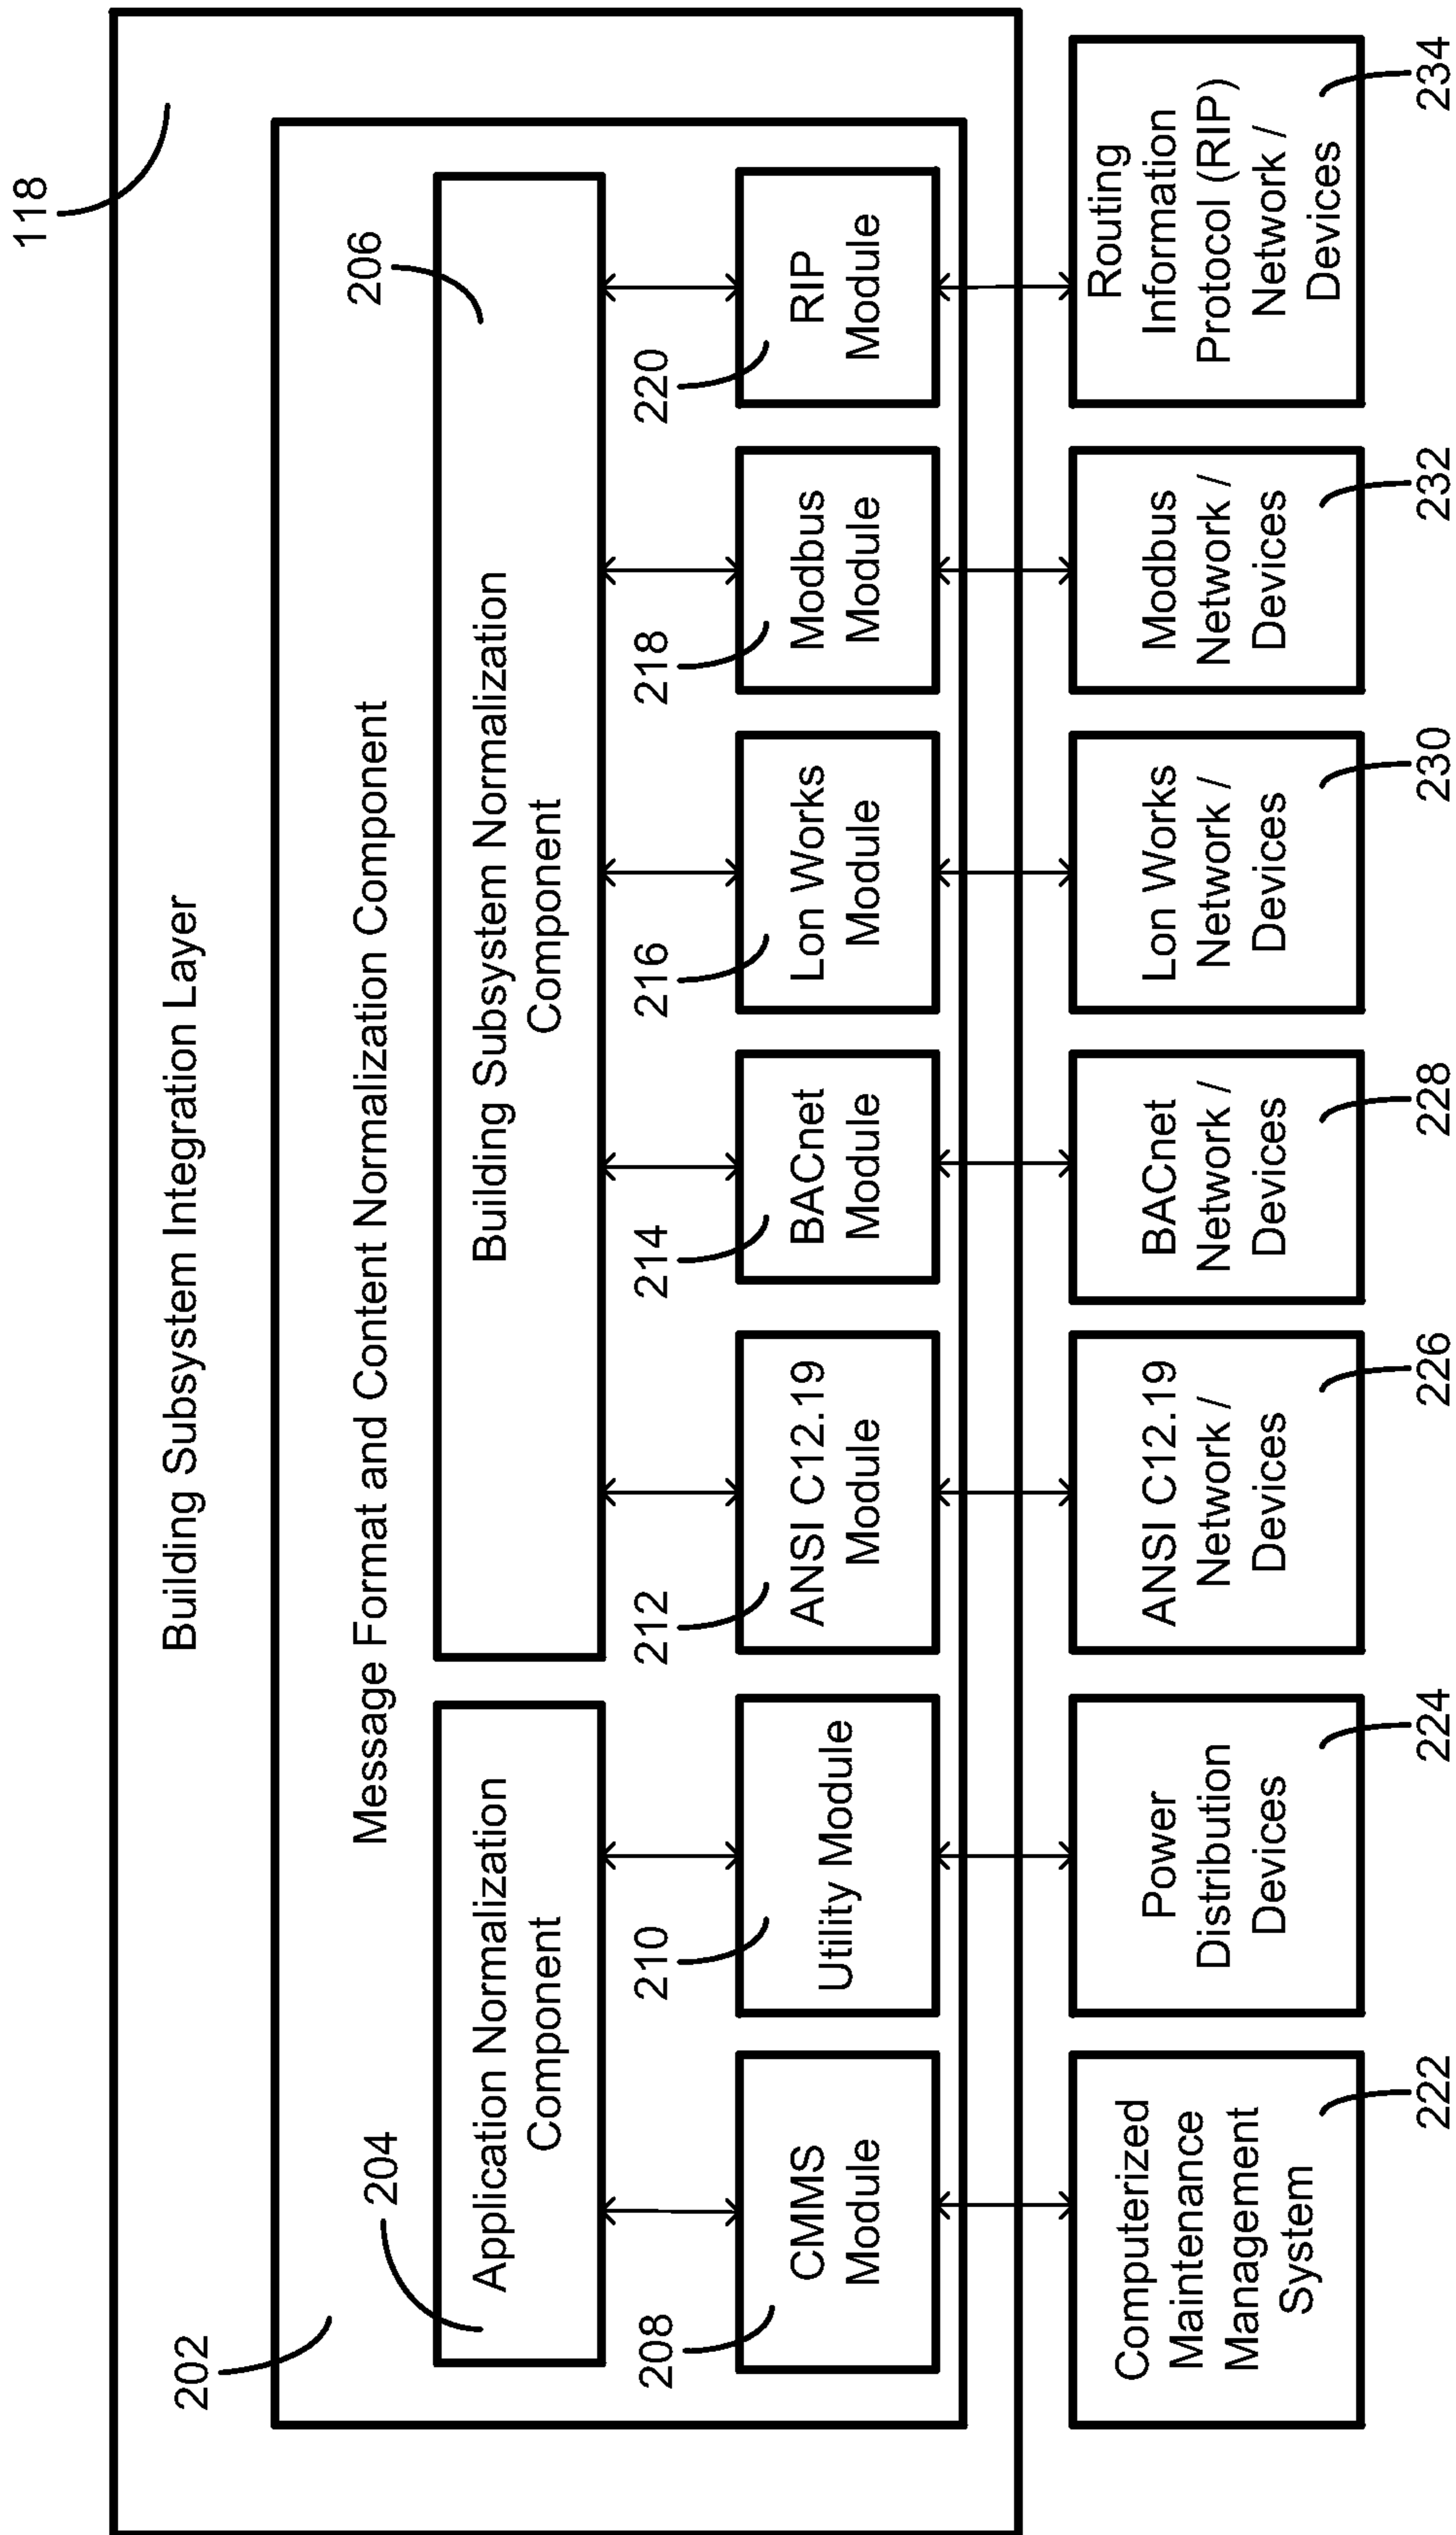 118
Building Subsystem Integration Layer
202
Message Format and Content Normalization Component
204
206
Application Normalization
Component
Building Subsystem Normalization
Component
208
210
212
214
216
218
220
CMMS
Module
Utility Module
ANSI C12.19
Module
BACnet
Module
Lon Works
Module
Modbus
Module
RIP
Module
Computerized
Maintenance
Management
System
Power
Distribution
Devices
ANSI C12.19
Network /
Devices
BACnet
Network /
Devices
Lon Works
Network /
Devices
Modbus
Network /
Devices
Routing
Information
Protocol (RIP)
Network /
Devices
222
224
226
228
230
232
234